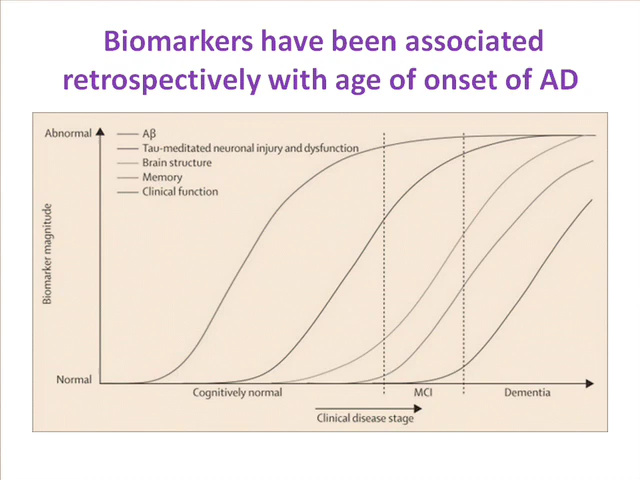 Biomarkers have been associated
retrospectively with age of onset of AD
Abnormal
Aβ
Tau-meditated neuronal injury and dysfunction
Brain structure
Memory
Clinical function
Biomarker magnitude
Normal
Cognitively normal
MCI
Dementia
Clinical disease stage